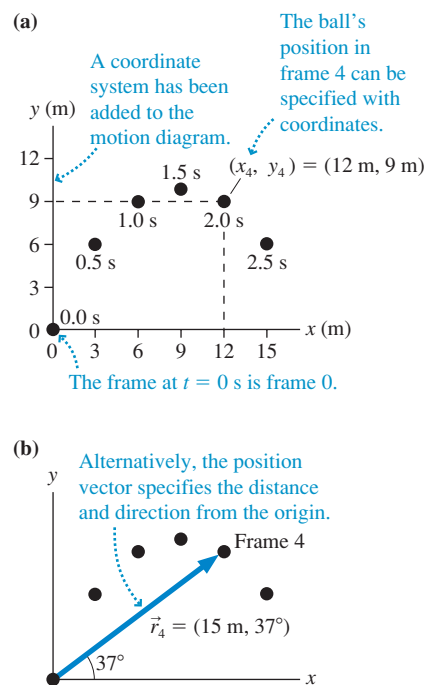 (a)
The ball's
position in
frame 4 can be
specified with
coordinates.
A coordinate
system has been
added to the
motion diagram.
y (m)
(x₄, y₄) = (12 m, 9 m)
12
9
6
3
0
1.5 s
1.0 s
2.0 s
0.5 s
2.5 s
0.0 s
x (m)
0 3 6 9 12 15
The frame at t = 0 s is frame 0.
(b)
Alternatively, the position
vector specifies the distance
and direction from the origin.
y
Frame 4
r⃗₄ = (15 m, 37°)
37°
x